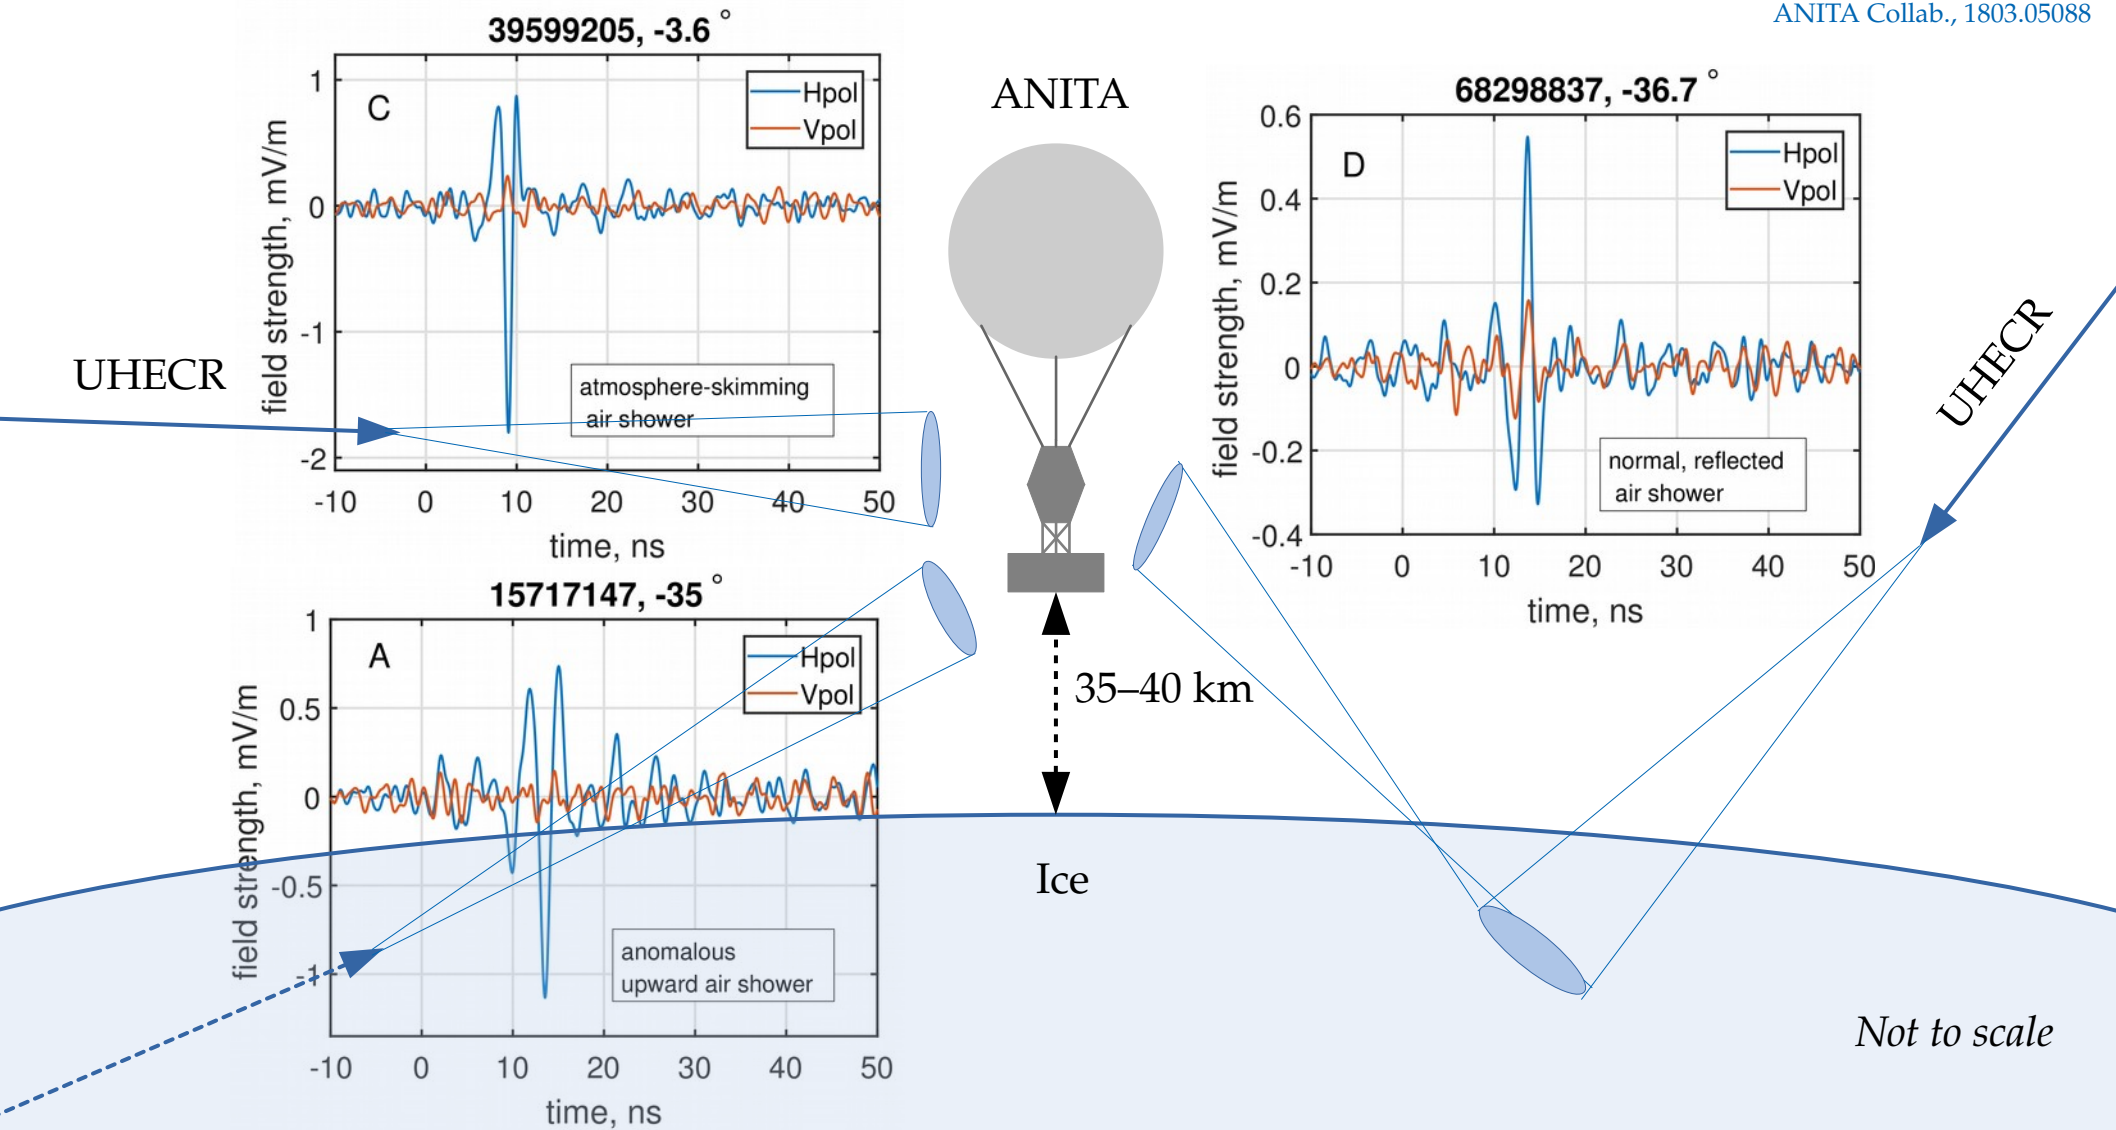 ANITA Collab., 1803.05088
39599205, -3.6 °
C
Hpol
Vpol
1
0
-1
-2
field strength, mV/m
atmosphere-skimming
air shower
-10 0 10 20 30 40 50
time, ns
UHECR
ANITA
68298837, -36.7 °
D
Hpol
Vpol
0.6
0.4
0.2
0
-0.2
-0.4
field strength, mV/m
normal, reflected
air shower
-10 0 10 20 30 40 50
time, ns
UHECR
15717147, -35 °
A
Hpol
Vpol
1
0.5
0
-0.5
-1
field strength, mV/m
anomalous
upward air shower
-10 0 10 20 30 40 50
time, ns
35–40 km
Ice
Not to scale